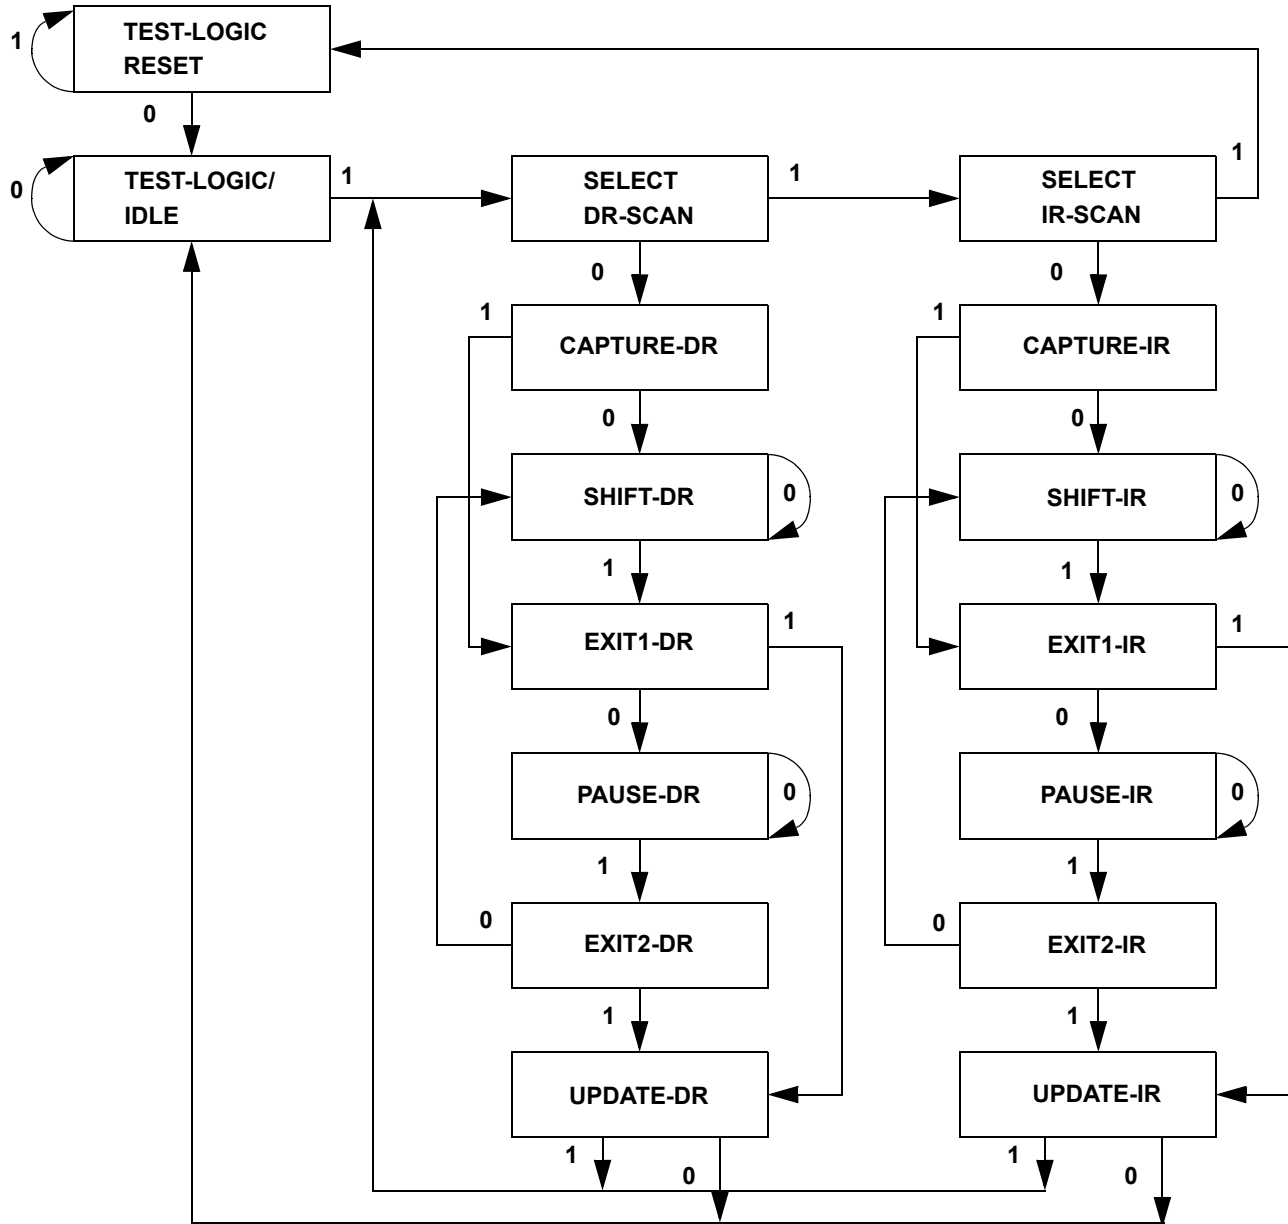 TEST-LOGIC
RESET
1
0
TEST-LOGIC/
IDLE
0
1
SELECT
DR-SCAN
1
SELECT
IR-SCAN
1
0
0
1
CAPTURE-DR
1
CAPTURE-IR
0
0
SHIFT-DR
0
SHIFT-IR
0
1
1
EXIT1-DR
1
EXIT1-IR
1
0
0
PAUSE-DR
0
PAUSE-IR
0
1
1
0
EXIT2-DR
0
EXIT2-IR
1
1
UPDATE-DR
UPDATE-IR
1
0
1
0